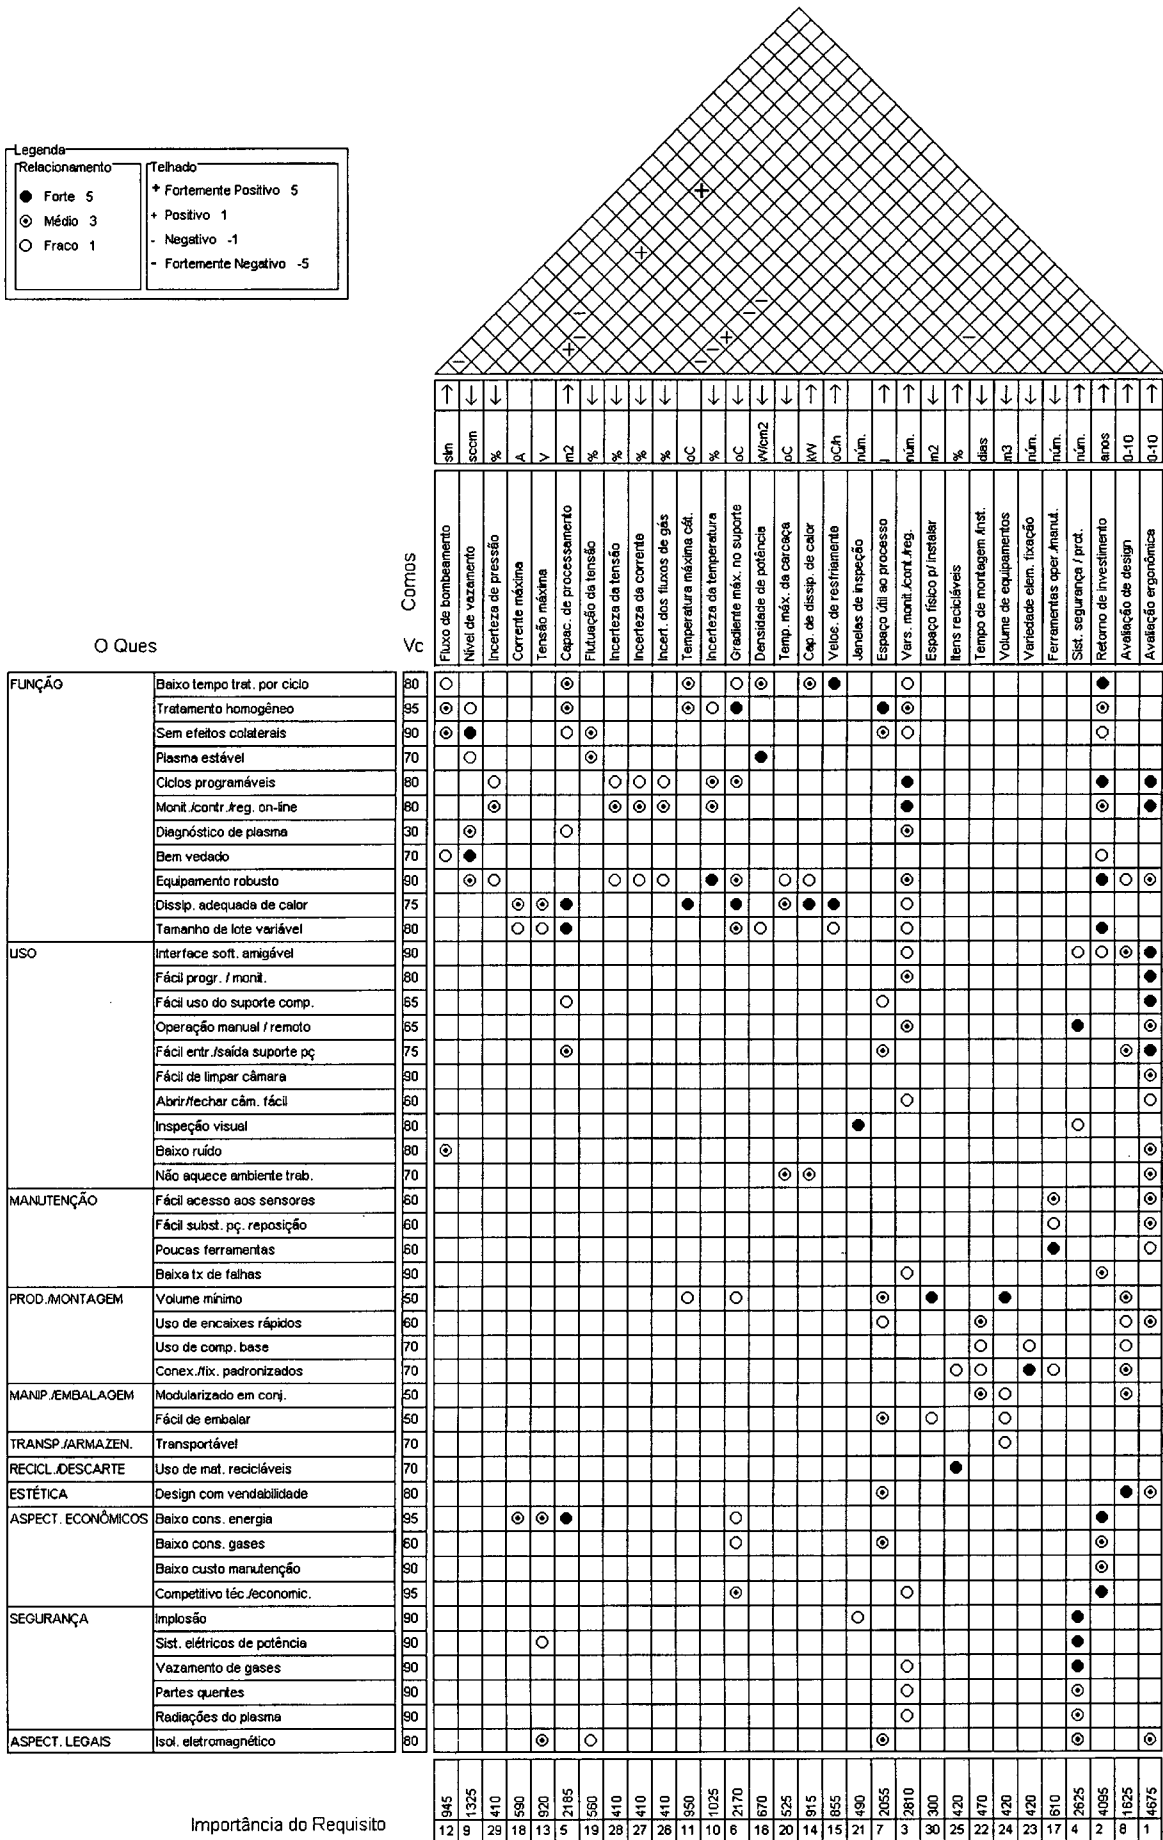 Legenda
Relacionamento
Forte 5
Médio 3
Fraco 1
Telhado
+ Fortemente Positivo 5
+ Positivo 1
- Negativo -1
- Fortemente Negativo -5
slm
sccm
%
A
V
m2
%
%
%
%
oC
%
oC
W/cm2
oC
kW
oC/h
núm.
núm.
m2
%
dias
m3
núm.
núm.
núm.
anos
0-10
0-10
O Ques
Comos
Vc
Fluxo de bombeamento
Nível de vazamento
Incerteza de pressão
Corrente máxima
Tensão máxima
Capac. de processamento
Flutuação da tensão
Incerteza da tensão
Incerteza da corrente
Incert. dos fluxos de gás
Temperatura máxima cát.
Incerteza da temperatura
Gradiente máx. no suporte
Densidade de potência
Temp. máx. da carcaça
Cap. de dissip. de calor
Veloc. de resfriamento
Janelas de inspeção
Espaço útil ao processo
Vars. monit./cont./reg.
Espaço físico p/ instalar
Itens recicláveis
Tempo de montagem /inst.
Volume de equipamentos
Variedade elem. fixação
Ferramentas oper./manut.
Sist. segurança / prot.
Retorno de investimento
Avaliação de design
Avaliação ergonômica
FUNÇÃO Baixo tempo trat. por ciclo 80
Tratamento homogêneo 95
Sem efeitos colaterais 90
Plasma estável 70
Ciclos programáveis 80
Monit./contr./reg. on-line 80
Diagnóstico de plasma 30
Bem vedado 70
Equipamento robusto 90
Dissip. adequada de calor 75
Tamanho de lote variável 80
USO Interface soft. amigável 90
Fácil progr. / monit. 80
Fácil uso do suporte comp. 65
Operação manual / remoto 65
Fácil entr./saída suporte pç 75
Fácil de limpar câmara 90
Abrir/fechar câm. fácil 60
Inspeção visual 80
Baixo ruído 80
Não aquece ambiente trab. 70
MANUTENÇÃO Fácil acesso aos sensores 60
Fácil subst. pç. reposição 60
Poucas ferramentas 60
Baixa tx de falhas 90
PROD./MONTAGEM Volume mínimo 50
Uso de encaixes rápidos 60
Uso de comp. base 70
Conex./fix. padronizados 70
MANIP./EMBALAGEM Modularizado em conj. 50
Fácil de embalar 50
TRANSP./ARMAZEN. Transportável 70
RECICL./DESCARTE Uso de mat. recicláveis 70
ESTÉTICA Design com vendabilidade 80
ASPECT. ECONÔMICOS Baixo cons. energia 95
Baixo cons. gases 60
Baixo custo manutenção 90
Competitivo téc./economic. 95
SEGURANÇA Implosão 90
Sist. elétricos de potência 90
Vazamento de gases 90
Partes quentes 90
Radiações do plasma 90
ASPECT. LEGAIS Isol. eletromagnético 80
Importância do Requisito
945 1325 410 590 920 2185 560 410 410 410 950 1025 2170 670 525 915 855 490 2055 2810 300 420 470 420 420 610 2625 4095 1625 4675
12 9 29 18 13 5 19 28 27 26 11 10 6 16 20 14 15 21 7 3 30 25 22 24 23 17 4 2 8 1